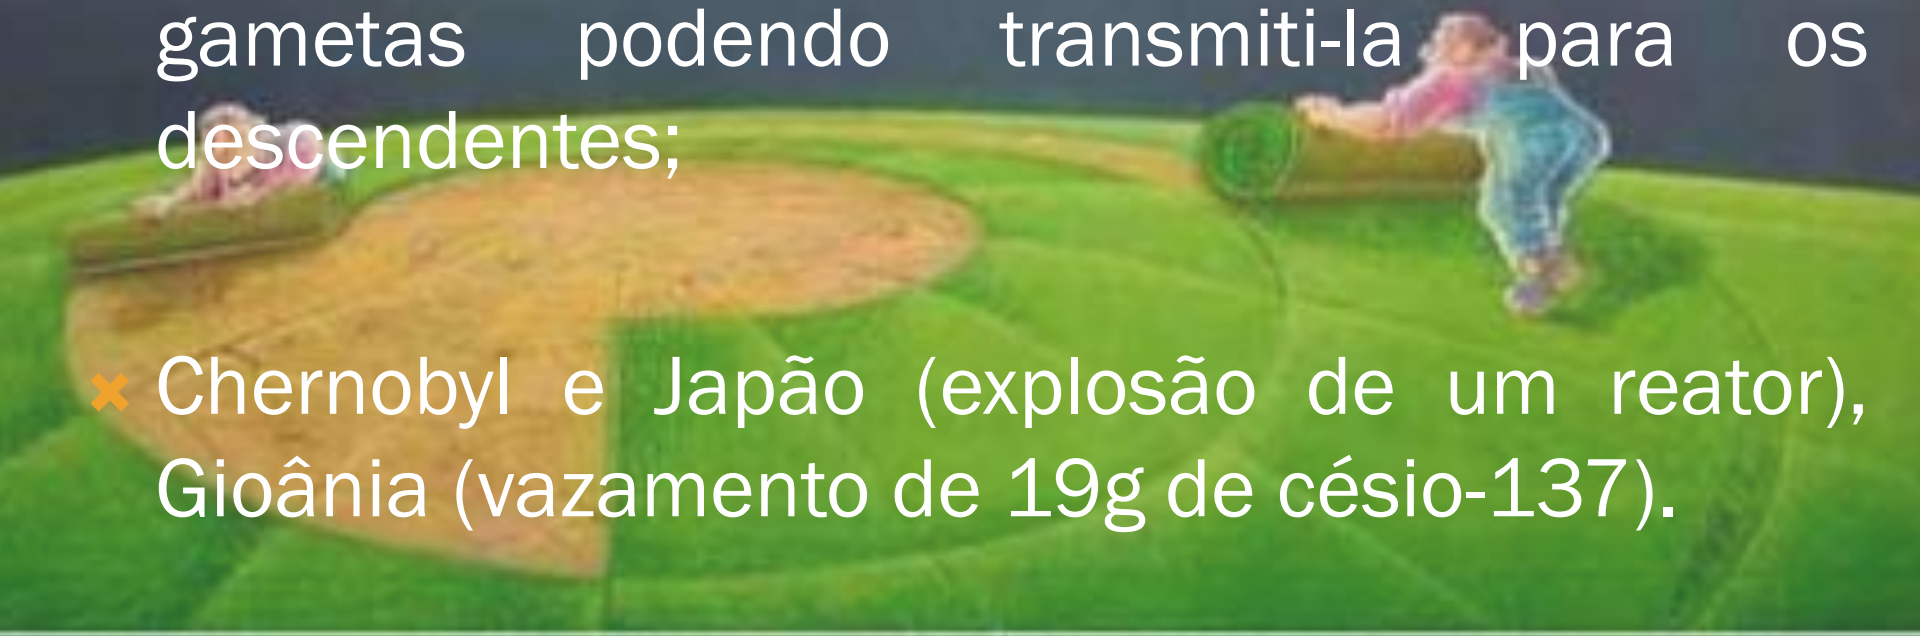 gametas podendo transmiti-la para os
descendentes;
Chernobyl e Japão (explosão de um reator),
Gioânia (vazamento de 19g de césio-137).